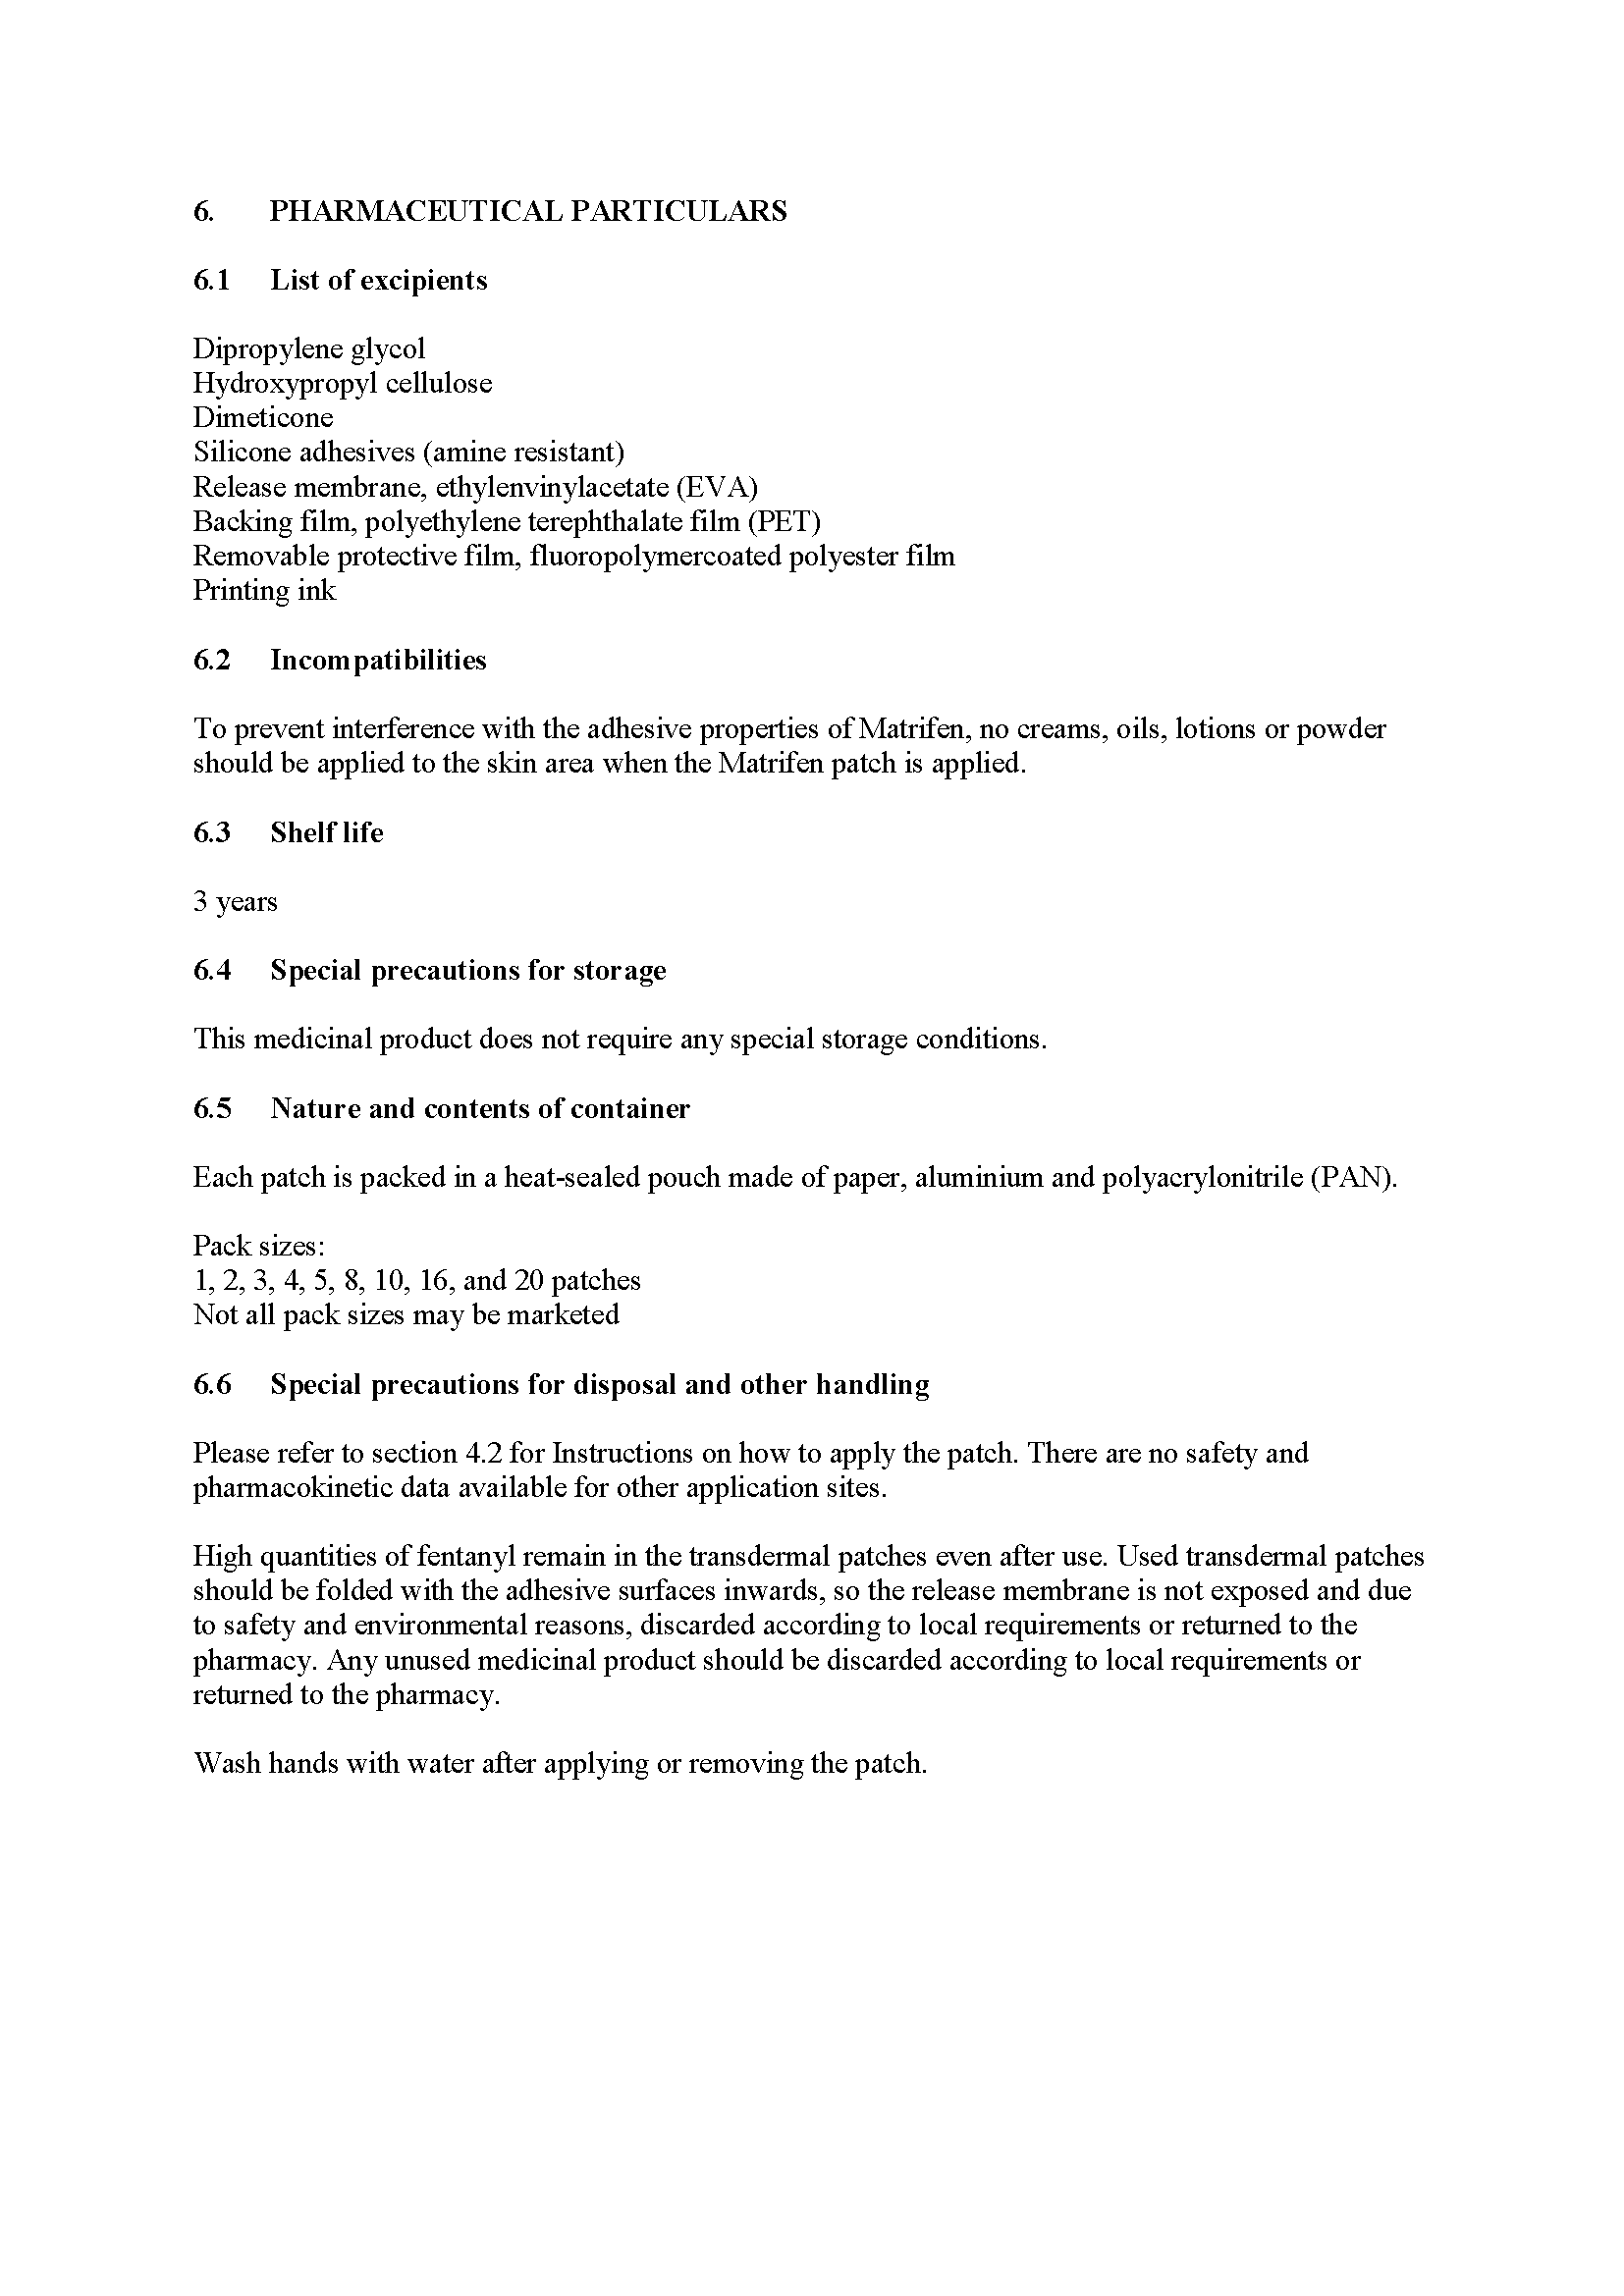 6. PHARMACEUTICAL PARTICULARS
6.1 List of excipients
Dipropylene glycol
Hydroxypropyl cellulose
Dimeticone
Silicone adhesives (amine resistant)
Release membrane, ethylenvinylacetate (EVA)
Backing film, polyethylene terephthalate film (PET)
Removable protective film, fluoropolymercoated polyester film
Printing ink
6.2 Incompatibilities
To prevent interference with the adhesive properties of Matrifen, no creams, oils, lotions or powder
should be applied to the skin area when the Matrifen patch is applied.
6.3 Shelf life
3 years
6.4 Special precautions for storage
This medicinal product does not require any special storage conditions.
6.5 Nature and contents of container
Each patch is packed in a heat-sealed pouch made of paper, aluminium and polyacrylonitrile (PAN).
Pack sizes:
1, 2, 3, 4, 5, 8, 10, 16, and 20 patches
Not all pack sizes may be marketed
6.6 Special precautions for disposal and other handling
Please refer to section 4.2 for Instructions on how to apply the patch. There are no safety and
pharmacokinetic data available for other application sites.
High quantities of fentanyl remain in the transdermal patches even after use. Used transdermal patches
should be folded with the adhesive surfaces inwards, so the release membrane is not exposed and due
to safety and environmental reasons, discarded according to local requirements or returned to the
pharmacy. Any unused medicinal product should be discarded according to local requirements or
returned to the pharmacy.
Wash hands with water after applying or removing the patch.